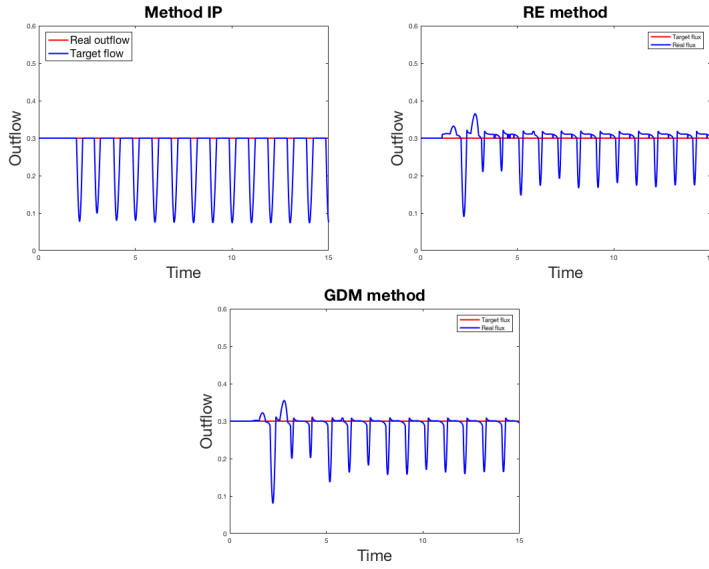 Method IP
Real outflow
Target flow
Outflow
0.6
0.5
0.4
0.3
0.2
0.1
0
0
5
10
15
Time
RE method
Target flux
Real flux
Outflow
0.6
0.5
0.4
0.3
0.2
0.1
0
0
5
10
15
Time
GDM method
Target flux
Real flux
Outflow
0.6
0.5
0.4
0.3
0.2
0.1
0
0
5
10
15
Time